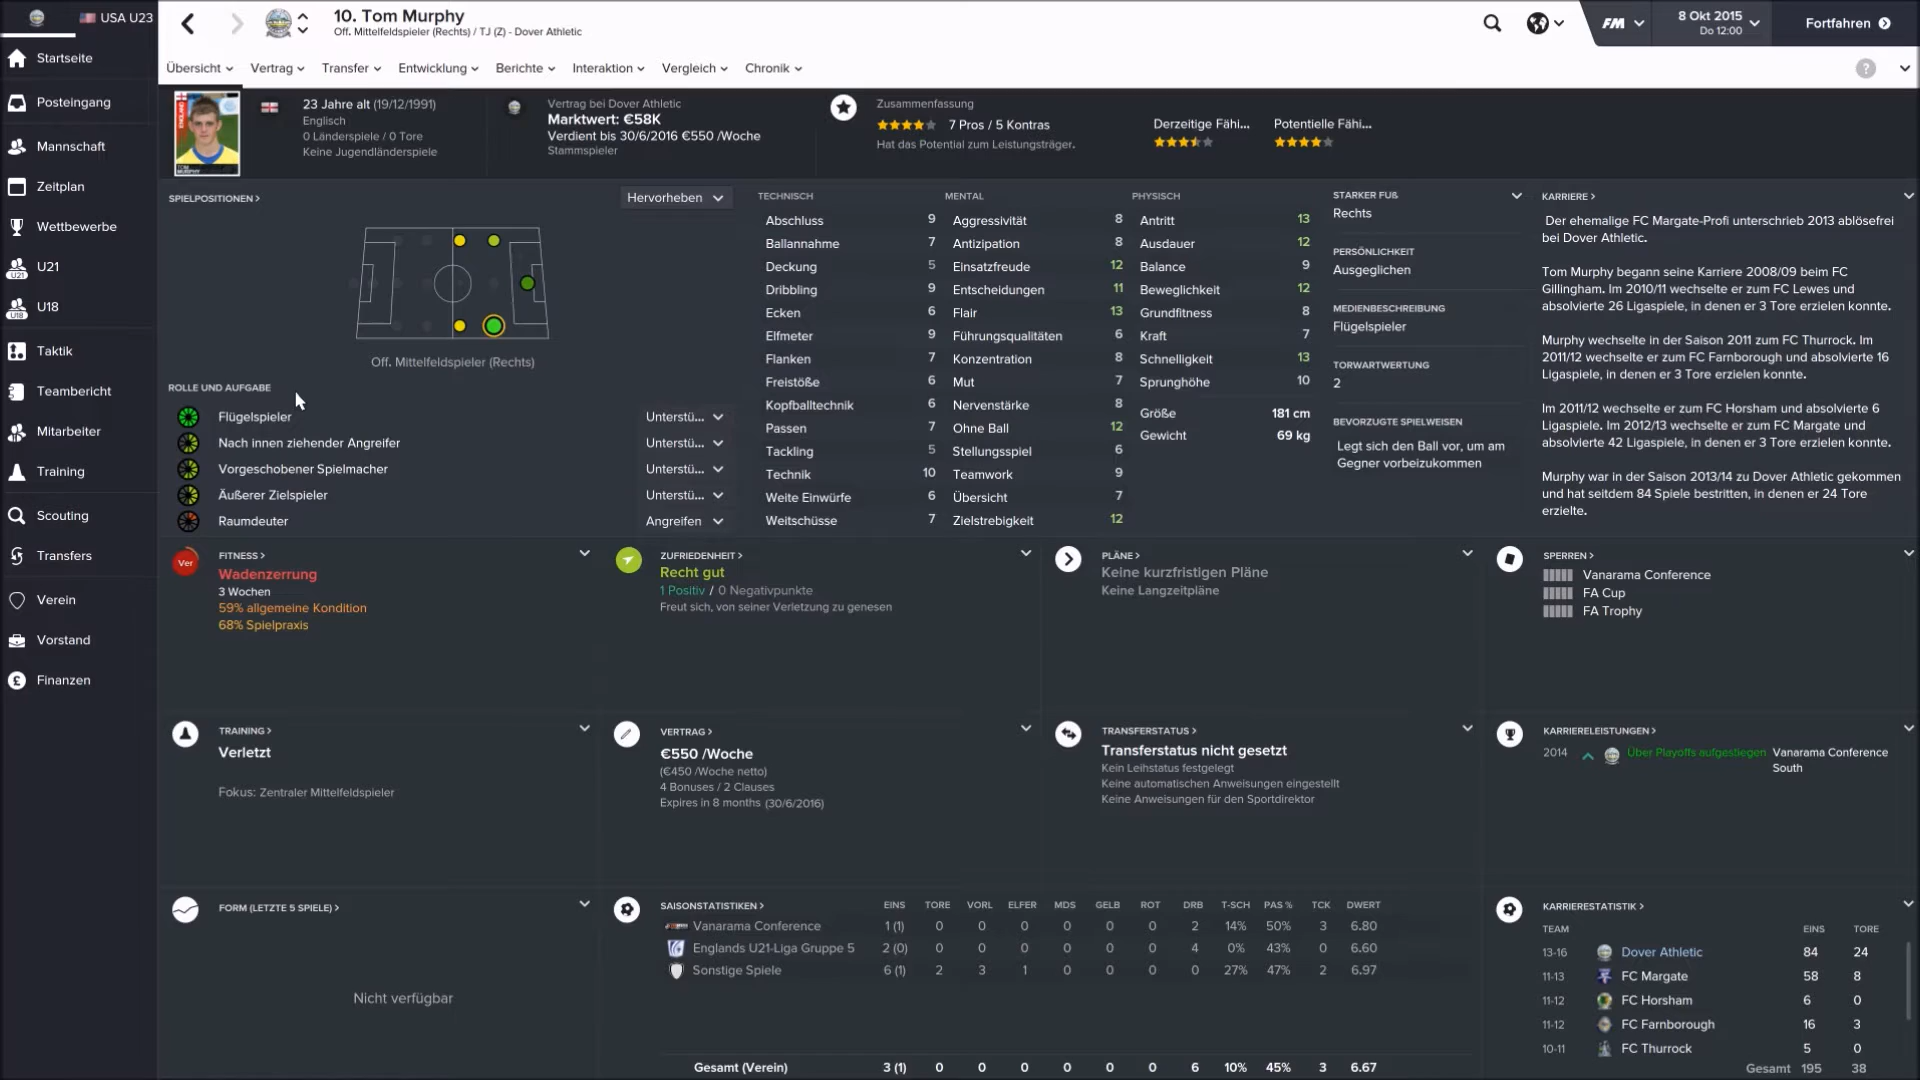 USA U23
10. Tom Murphy
Off. Mittelfeldspieler (Rechts) / TJ (Z) - Dover Athletic
FM
8 Okt 2015
Do 12:00
Fortfahren
Startseite
Posteingang
Mannschaft
Zeitplan
Wettbewerbe
U21
U18
Taktik
Teambericht
Mitarbeiter
Training
Scouting
Transfers
Verein
Vorstand
Finanzen
Übersicht Vertrag Transfer Entwicklung Berichte Interaktion Vergleich Chronik
?
23 Jahre alt (19/12/1991)
Englisch
0 Länderspiele / 0 Tore
Keine Jugendländerspiele
Vertrag bei Dover Athletic
Marktwert: €58K
Verdient bis 30/6/2016 €550 /Woche
Stammspieler
Zusammenfassung
7 Pros / 5 Kontras
Hat das Potential zum Leistungsträger.
Derzeitige Fähi...
Potentielle Fähi...
SPIELPOSITIONEN >
Hervorheben
Off. Mittelfeldspieler (Rechts)
ROLLE UND AUFGABE
Flügelspieler Unterstü...
Nach innen ziehender Angreifer Unterstü...
Vorgeschobener Spielmacher Unterstü...
Äußerer Zielspieler Unterstü...
Raumdeuter Angreifen
TECHNISCH
Abschluss 9
Ballannahme 7
Deckung 5
Dribbling 9
Ecken 6
Elfmeter 9
Flanken 7
Freistöße 6
Kopfballtechnik 6
Passen 7
Tackling 5
Technik 10
Weite Einwürfe 6
Weitschüsse 7
MENTAL
Aggressivität 8
Antizipation 8
Einsatzfreude 12
Entscheidungen 11
Flair 13
Führungsqualitäten 6
Konzentration 8
Mut 7
Nervenstärke 8
Ohne Ball 12
Stellungsspiel 6
Teamwork 9
Übersicht 7
Zielstrebigkeit 12
PHYSISCH
Antritt 13
Ausdauer 12
Balance 9
Beweglichkeit 12
Grundfitness 8
Kraft 7
Schnelligkeit 13
Sprunghöhe 10
Größe 181 cm
Gewicht 69 kg
STARKER FUß
Rechts
PERSÖNLICHKEIT
Ausgeglichen
MEDIENBESCHREIBUNG
Flügelspieler
TORWARTWERTUNG
2
BEVORZUGTE SPIELWEISEN
Legt sich den Ball vor, um am
Gegner vorbeizukommen
KARRIERE >
Der ehemalige FC Margate-Profi unterschrieb 2013 ablösefrei
bei Dover Athletic.
Tom Murphy begann seine Karriere 2008/09 beim FC
Gillingham. Im 2010/11 wechselte er zum FC Lewes und
absolvierte 26 Ligaspiele, in denen er 3 Tore erzielen konnte.
Murphy wechselte in der Saison 2011 zum FC Thurrock. Im
2011/12 wechselte er zum FC Farnborough und absolvierte 16
Ligaspiele, in denen er 3 Tore erzielen konnte.
Im 2011/12 wechselte er zum FC Horsham und absolvierte 6
Ligaspiele. Im 2012/13 wechselte er zum FC Margate und
absolvierte 42 Ligaspiele, in denen er 3 Tore erzielen konnte.
Murphy war in der Saison 2013/14 zu Dover Athletic gekommen
und hat seitdem 84 Spiele bestritten, in denen er 24 Tore
erzielte.
Ver
FITNESS >
Wadenzerrung
3 Wochen
59% allgemeine Kondition
68% Spielpraxis
ZUFRIEDENHEIT >
Recht gut
1 Positiv / 0 Negativpunkte
Freut sich, von seiner Verletzung zu genesen
PLÄNE >
Keine kurzfristigen Pläne
Keine Langzeitpläne
SPERREN >
Vanarama Conference
FA Cup
FA Trophy
TRAINING >
Verletzt
Fokus: Zentraler Mittelfeldspieler
VERTRAG >
€550 /Woche
(€450 /Woche netto)
4 Bonuses / 2 Clauses
Expires in 8 months (30/6/2016)
TRANSFERSTATUS >
Transferstatus nicht gesetzt
Kein Leihstatus festgelegt
Keine automatischen Anweisungen eingestellt
Keine Anweisungen für den Sportdirektor
KARRIERELEISTUNGEN >
2014 Über Playoffs aufgestiegen Vanarama Conference
South
FORM (LETZTE 5 SPIELE) >
Nicht verfügbar
SAISONSTATISTIKEN > EINS TORE VORL ELFER MDS GELB ROT DRB T-SCH PAS % TCK DWERT
Vanarama Conference 1 (1) 0 0 0 0 0 0 2 14% 50% 3 6.80
Englands U21-Liga Gruppe 5 2 (0) 0 0 0 0 0 0 4 0% 43% 0 6.60
Sonstige Spiele 6 (1) 2 3 1 0 0 0 0 27% 47% 2 6.97
Gesamt (Verein) 3 (1) 0 0 0 0 0 0 6 10% 45% 3 6.67
KARRIERESTATISTIK >
TEAM EINS TORE
13-16 Dover Athletic 84 24
11-13 FC Margate 58 8
11-12 FC Horsham 6 0
11-12 FC Farnborough 16 3
10-11 FC Thurrock 5 0
Gesamt 195 38